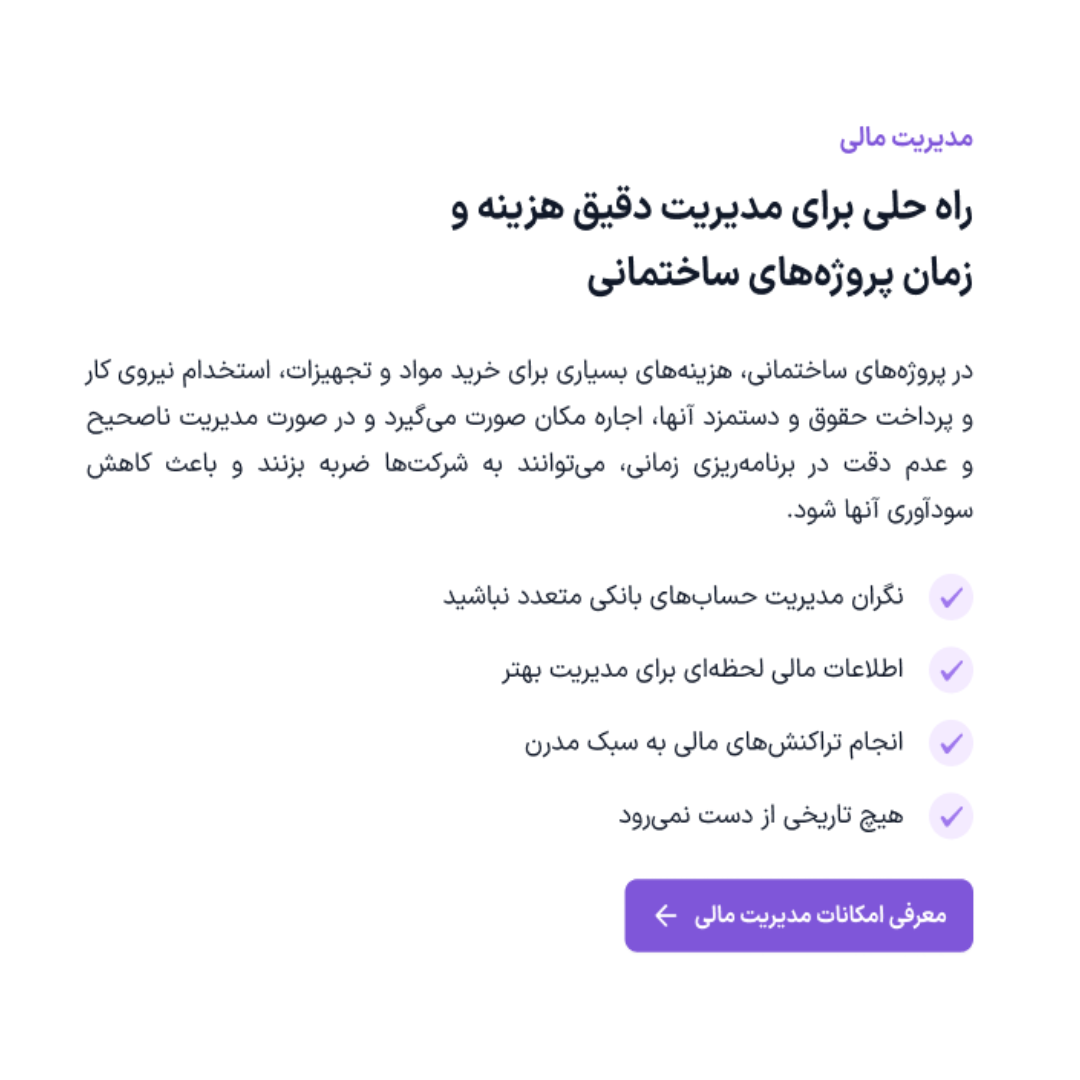 مدیریت مالی
راه حلی برای مدیریت دقیق هزینه و
زمان پروژه‌های ساختمانی
در پروژه‌های ساختمانی، هزینه‌های بسیاری برای خرید مواد و تجهیزات، استخدام نیروی کار
و پرداخت حقوق و دستمزد آنها، اجاره مکان صورت می‌گیرد و در صورت مدیریت ناصحیح
و عدم دقت در برنامه‌ریزی زمانی، می‌توانند به شرکت‌ها ضربه بزنند و باعث کاهش
سودآوری آنها شود.
نگران مدیریت حساب‌های بانکی متعدد نباشید
اطلاعات مالی لحظه‌ای برای مدیریت بهتر
انجام تراکنش‌های مالی به سبک مدرن
هیچ تاریخی از دست نمی‌رود
معرفی امکانات مدیریت مالی ←